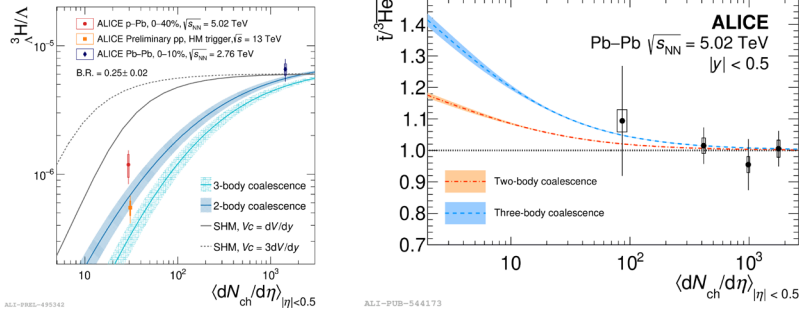 ³ΛH/Λ
ALICE p–Pb, 0–40%, √sNN = 5.02 TeV
ALICE Preliminary pp, HM trigger, √s = 13 TeV
ALICE Pb–Pb, 0–10%, √sNN = 2.76 TeV
B.R. = 0.25± 0.02
10⁻⁵
10⁻⁶
3-body coalescence
2-body coalescence
SHM, Vc = dV/dy
SHM, Vc = 3dV/dy
10 10² 10³
⟨dNch/dη⟩|η|<0.5
ALI-PREL-495342
t̄/³H̅e̅
ALICE
Pb–Pb √sNN = 5.02 TeV
|y| < 0.5
1.4
1.3
1.2
1.1
1.0
0.9
0.8
0.7
Two-body coalescence
Three-body coalescence
10 10² 10³
⟨dNch/dη⟩|η| < 0.5
ALI-PUB-544173